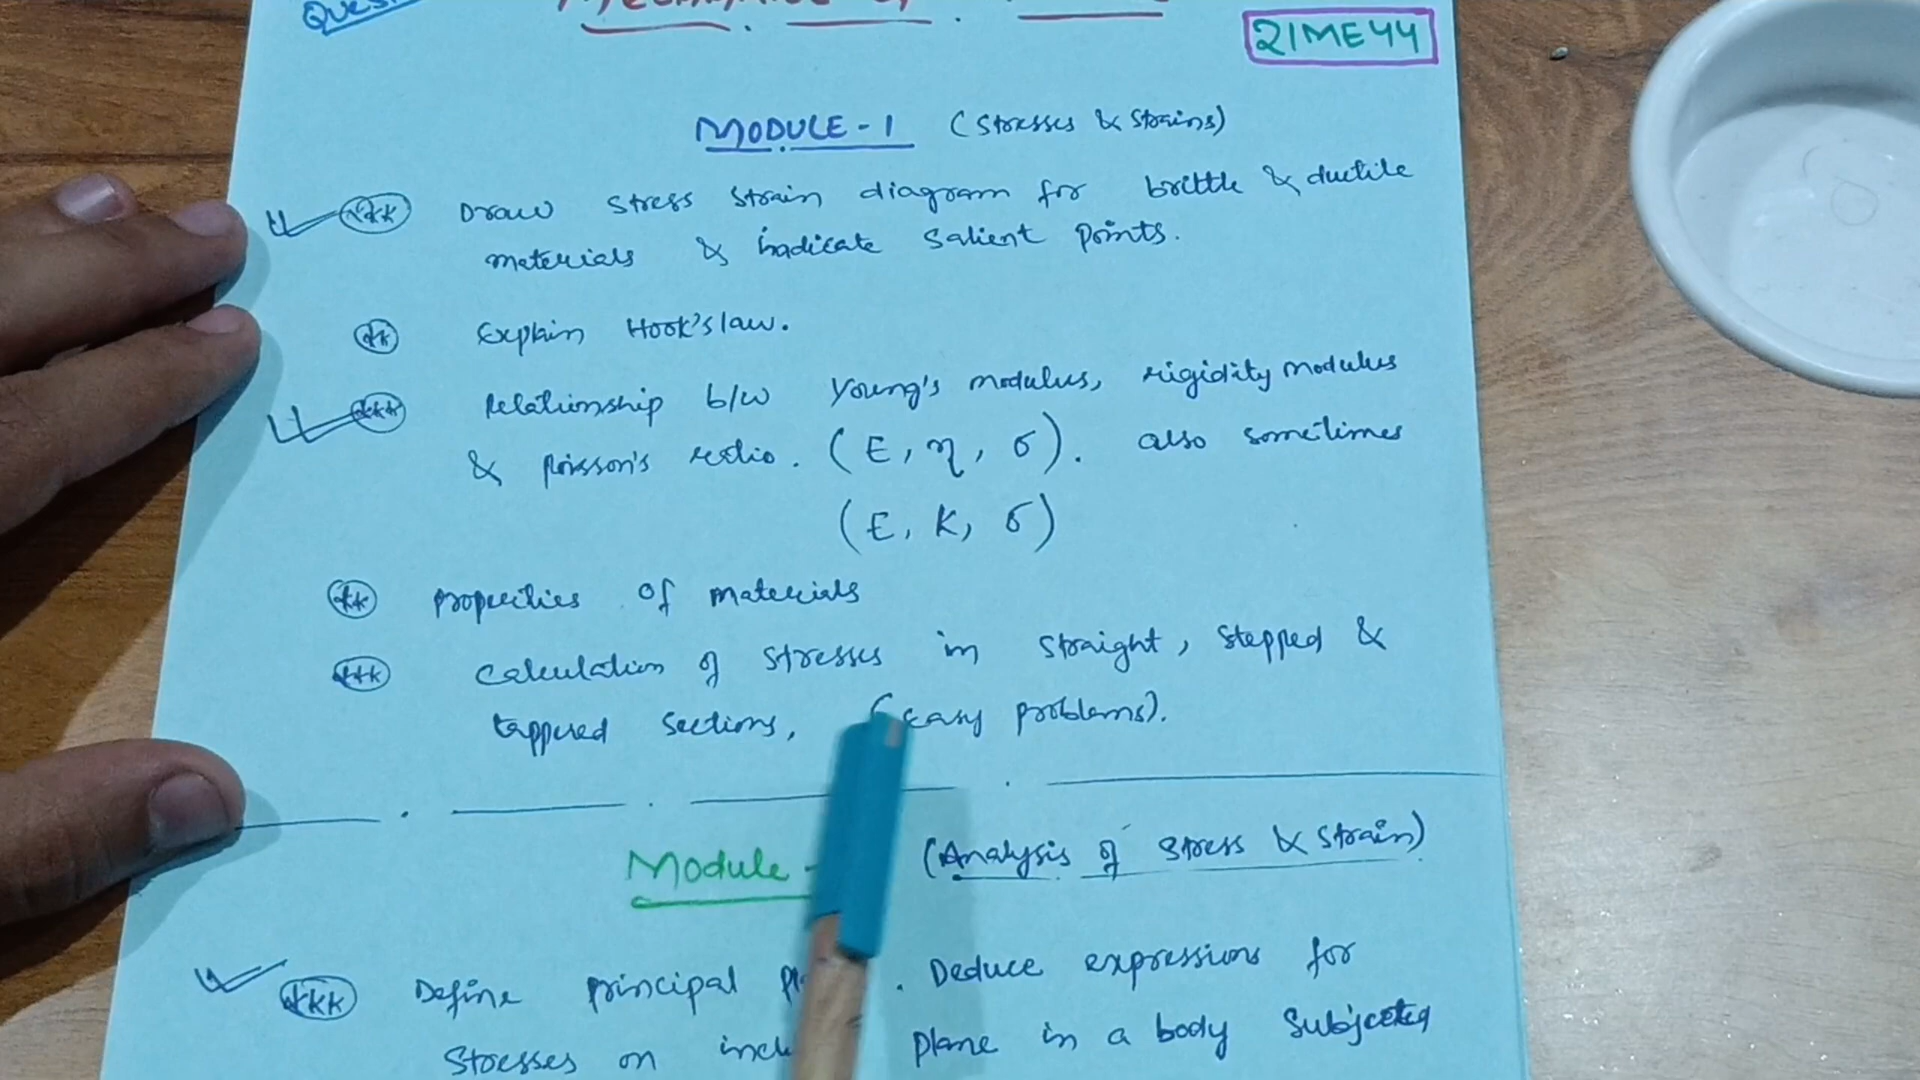 21ME44
MODULE - 1 (Stresses & Strains)
*** Draw stress strain diagram for brittle & ductile
materials & indicate salient points.
** Explain Hook's law.
*** Relationship b/w Young's modulus, rigidity modulus
& poisson's ratio. (E, η, σ). also sometimes
(E, K, σ)
** properties of materials
*** calculation of stresses in straight, stepped &
tappered sections, (easy problems).
Module - (Analysis of stress & strain)
*** Define principal . Deduce expressions for
stresses on plane in a body subjected